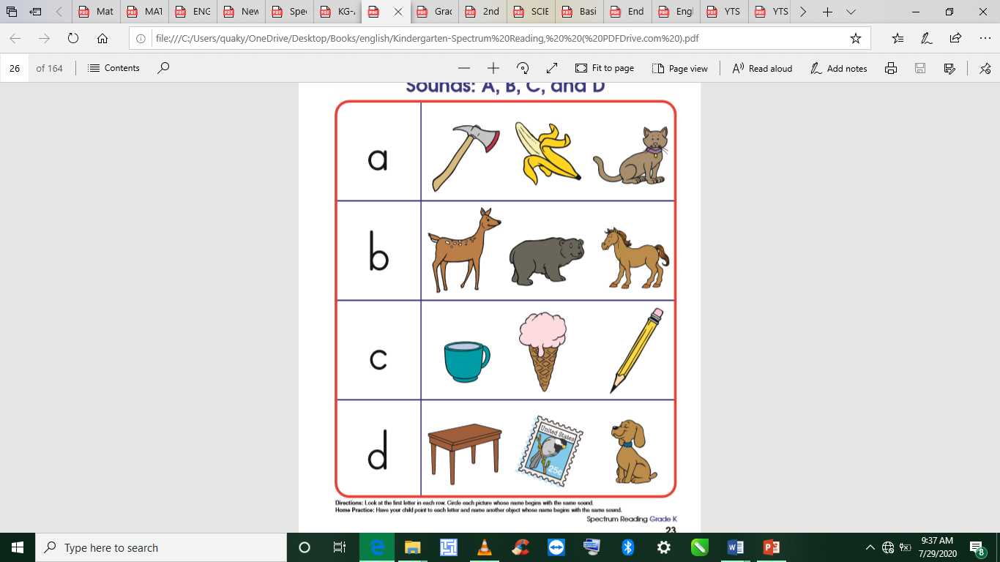 Mat
MAT
ENG
New
Spe
KG-
Grad
2nd
SCIE
Basi
End
Engl
YTS
YTS
file:///C:/Users/quaky/OneDrive/Desktop/Books/english/Kindergarten-Spectrum%20Reading,%20%20(%20PDFDrive.com%20).pdf
26 of 164
Contents
Fit to page
Page view
Read aloud
Add notes
Sounds: A, B, C, and D
a
b
c
d
United States
25¢
Directions: Look at the first letter in each row. Circle each picture whose name begins with the same sound.
Home Practice: Have your child point to each letter and name another object whose name begins with the same sound.
Spectrum Reading Grade K
23
Type here to search
9:37 AM
7/29/2020
8